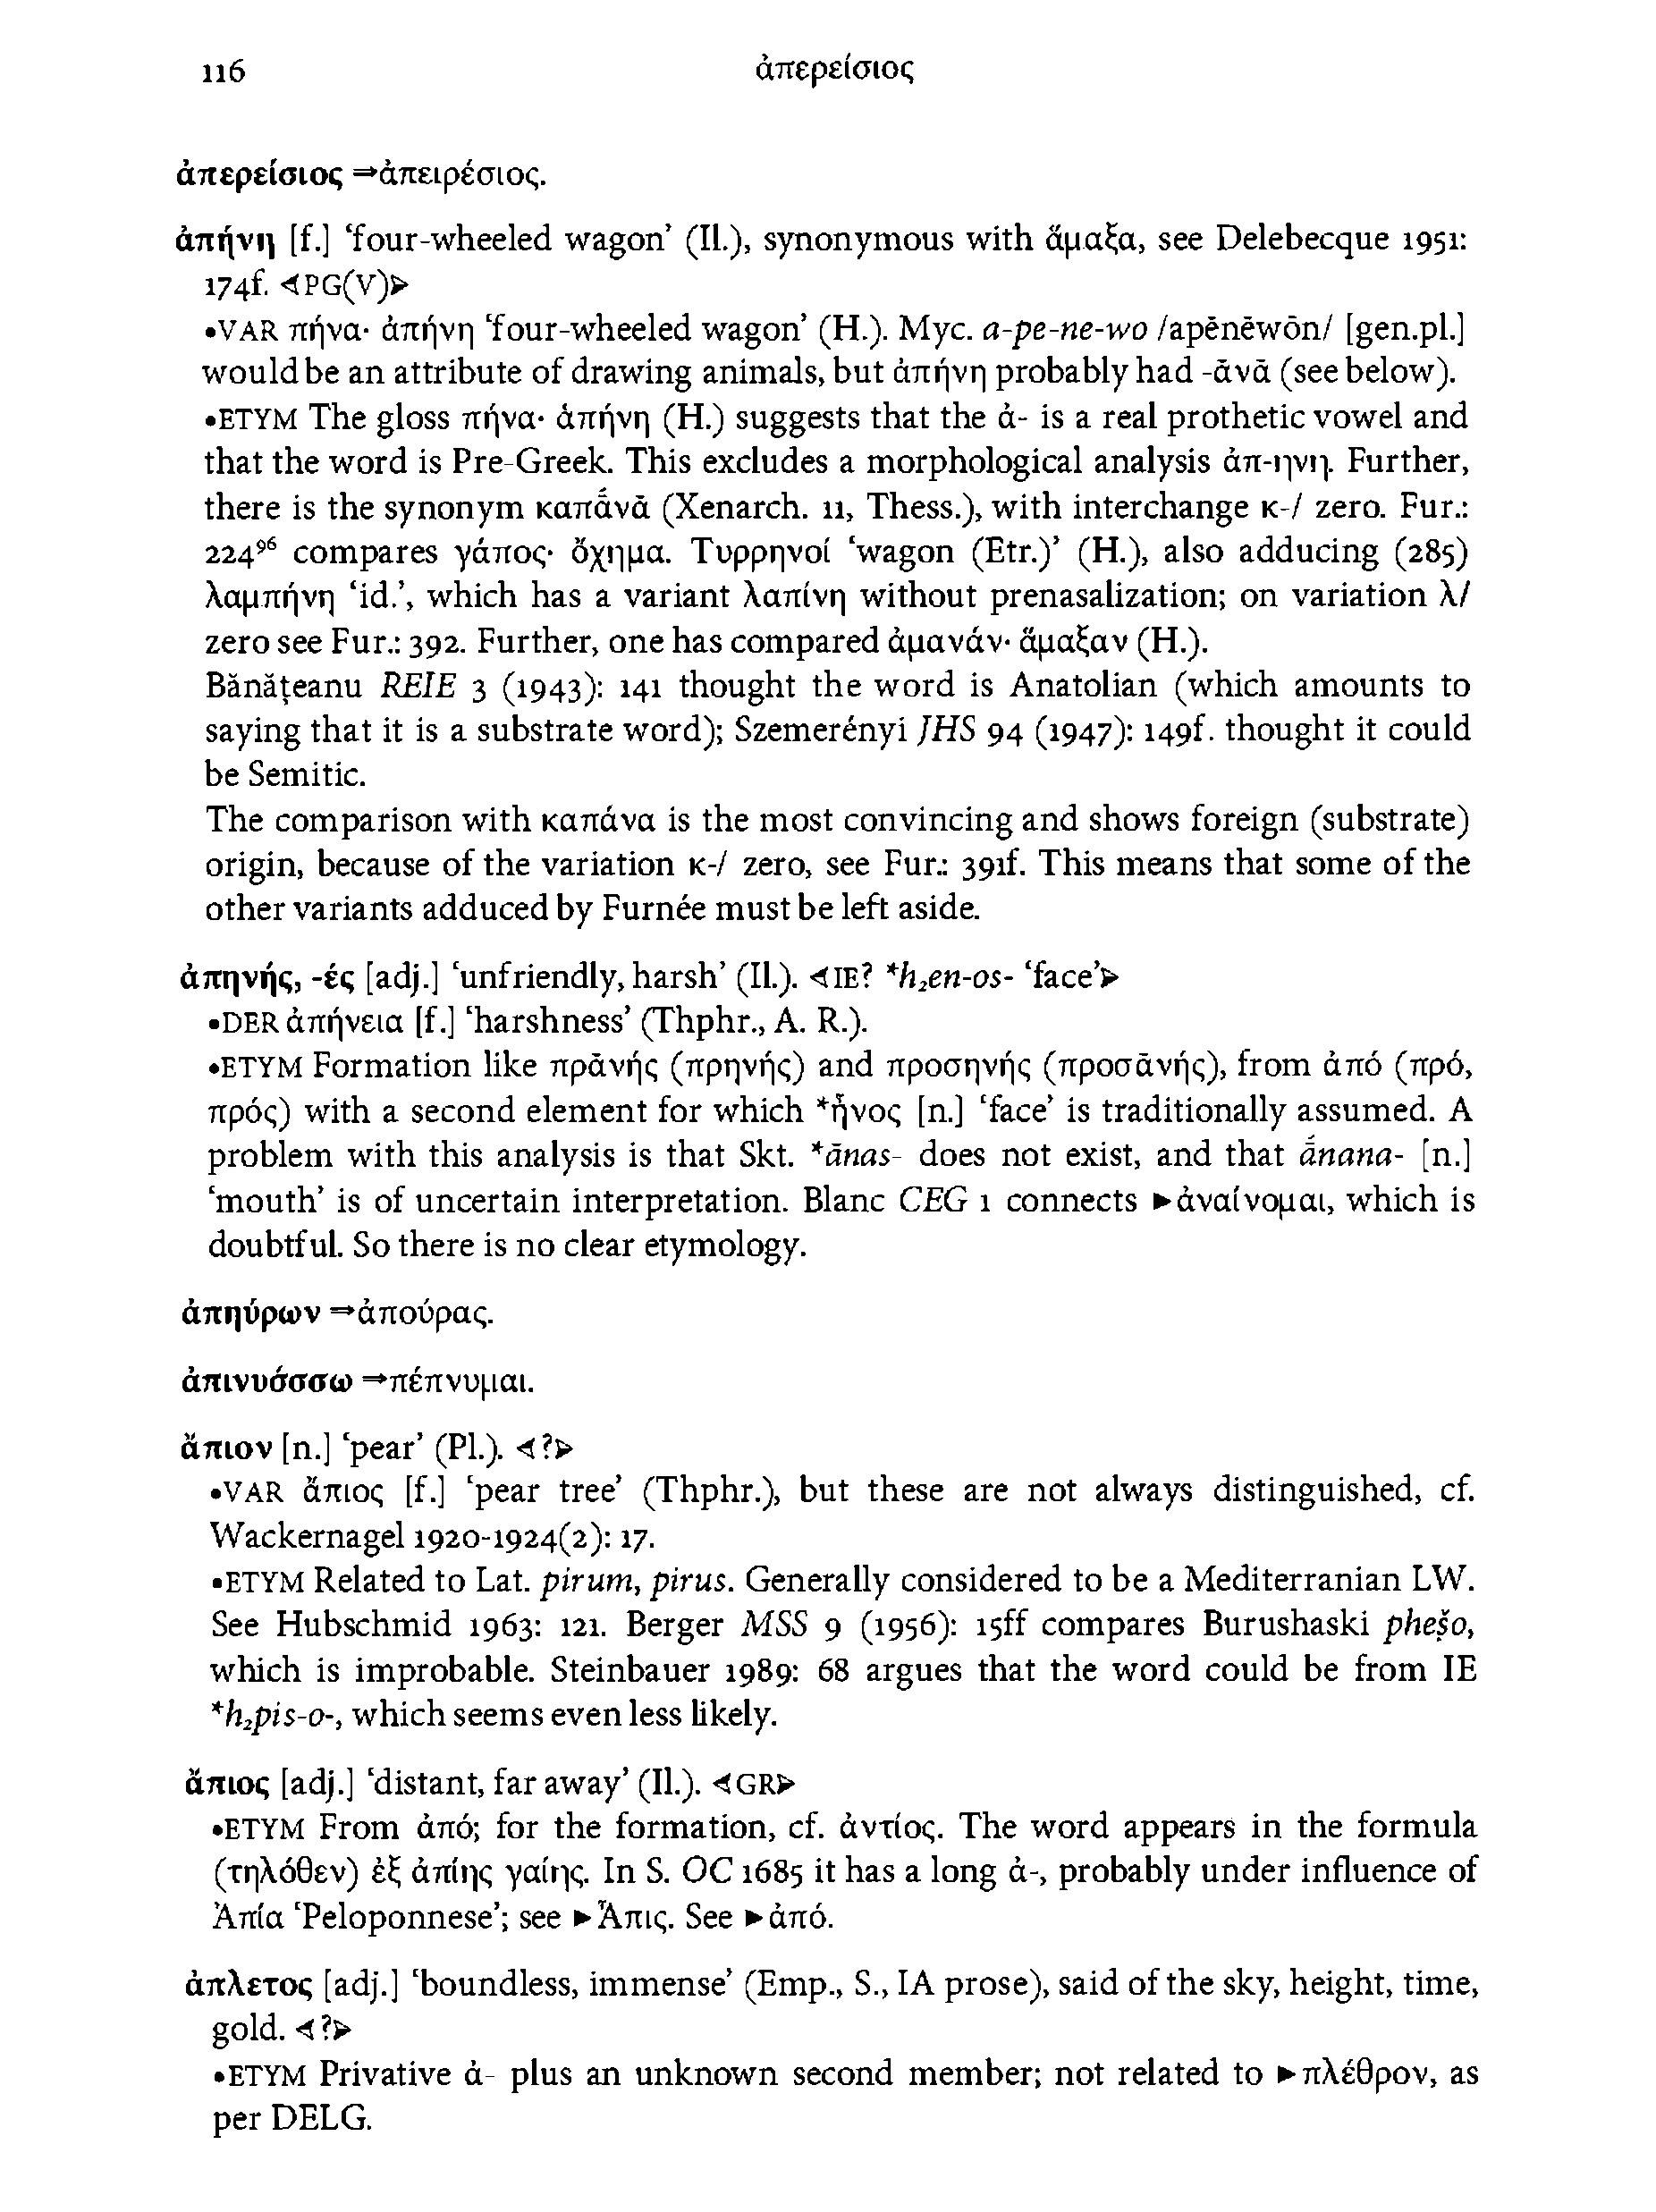 116 ἀπερείσιος
ἀπερείσιος ⇒ἀπειρέσιος.
ἀπήνη [f.] ‘four-wheeled wagon’ (Il.), synonymous with ἅμαξα, see Delebecque 1951:
174f. ◁PG(V)▷
•VAR πήνα· ἀπήνη ‘four-wheeled wagon’ (H.). Myc. a-pe-ne-wo /apēnēwōn/ [gen.pl.]
would be an attribute of drawing animals, but ἀπήνη probably had -ᾱνᾱ (see below).
•ETYM The gloss πήνα· ἀπήνη (H.) suggests that the ἀ- is a real prothetic vowel and
that the word is Pre-Greek. This excludes a morphological analysis ἀπ-ηνη. Further,
there is the synonym καπᾱ́νᾱ (Xenarch. 11, Thess.), with interchange κ-/ zero. Fur.:
224⁹⁶ compares γάπος· ὄχημα. Τυρρηνοί ‘wagon (Etr.)’ (H.), also adducing (285)
λαμπήνη ‘id.’, which has a variant λαπίνη without prenasalization; on variation λ/
zero see Fur.: 392. Further, one has compared ἀμανάν· ἅμαξαν (H.).
Bănăţeanu REIE 3 (1943): 141 thought the word is Anatolian (which amounts to
saying that it is a substrate word); Szemerényi JHS 94 (1947): 149f. thought it could
be Semitic.
The comparison with καπάνα is the most convincing and shows foreign (substrate)
origin, because of the variation κ-/ zero, see Fur.: 391f. This means that some of the
other variants adduced by Furnée must be left aside.
ἀπηνής, -ές [adj.] ‘unfriendly, harsh’ (Il.). ◁IE? *h₂en-os- ‘face’▷
•DER ἀπήνεια [f.] ‘harshness’ (Thphr., A. R.).
•ETYM Formation like πρᾱνής (πρηνής) and προσηνής (προσᾱνής), from ἀπό (πρό,
πρός) with a second element for which *ἦνος [n.] ‘face’ is traditionally assumed. A
problem with this analysis is that Skt. *ānas- does not exist, and that ā́nana- [n.]
‘mouth’ is of uncertain interpretation. Blanc CEG 1 connects ►ἀναίνομαι, which is
doubtful. So there is no clear etymology.
ἀπηύρων ⇒ἀπούρας.
ἀπινυσσω ⇒πέπνυμαι.
ἄπιον [n.] ‘pear’ (Pl.). ◁?▷
•VAR ἄπιος [f.] ‘pear tree’ (Thphr.), but these are not always distinguished, cf.
Wackernagel 1920-1924(2): 17.
•ETYM Related to Lat. pirum, pirus. Generally considered to be a Mediterranian LW.
See Hubschmid 1963: 121. Berger MSS 9 (1956): 15ff compares Burushaski pheṣo,
which is improbable. Steinbauer 1989: 68 argues that the word could be from IE
*h₂pis-o-, which seems even less likely.
ἄπιος [adj.] ‘distant, far away’ (Il.). ◁GR▷
•ETYM From ἀπό; for the formation, cf. ἀντίος. The word appears in the formula
(τηλόθεν) ἐξ ἀπίης γαίης. In S. OC 1685 it has a long ἀ-, probably under influence of
Ἀπία ‘Peloponnese’; see ►Ἆπις. See ►ἀπό.
ἀπλετος [adj.] ‘boundless, immense’ (Emp., S., IA prose), said of the sky, height, time,
gold. ◁?▷
•ETYM Privative ἀ- plus an unknown second member; not related to ►πλέθρον, as
per DELG.